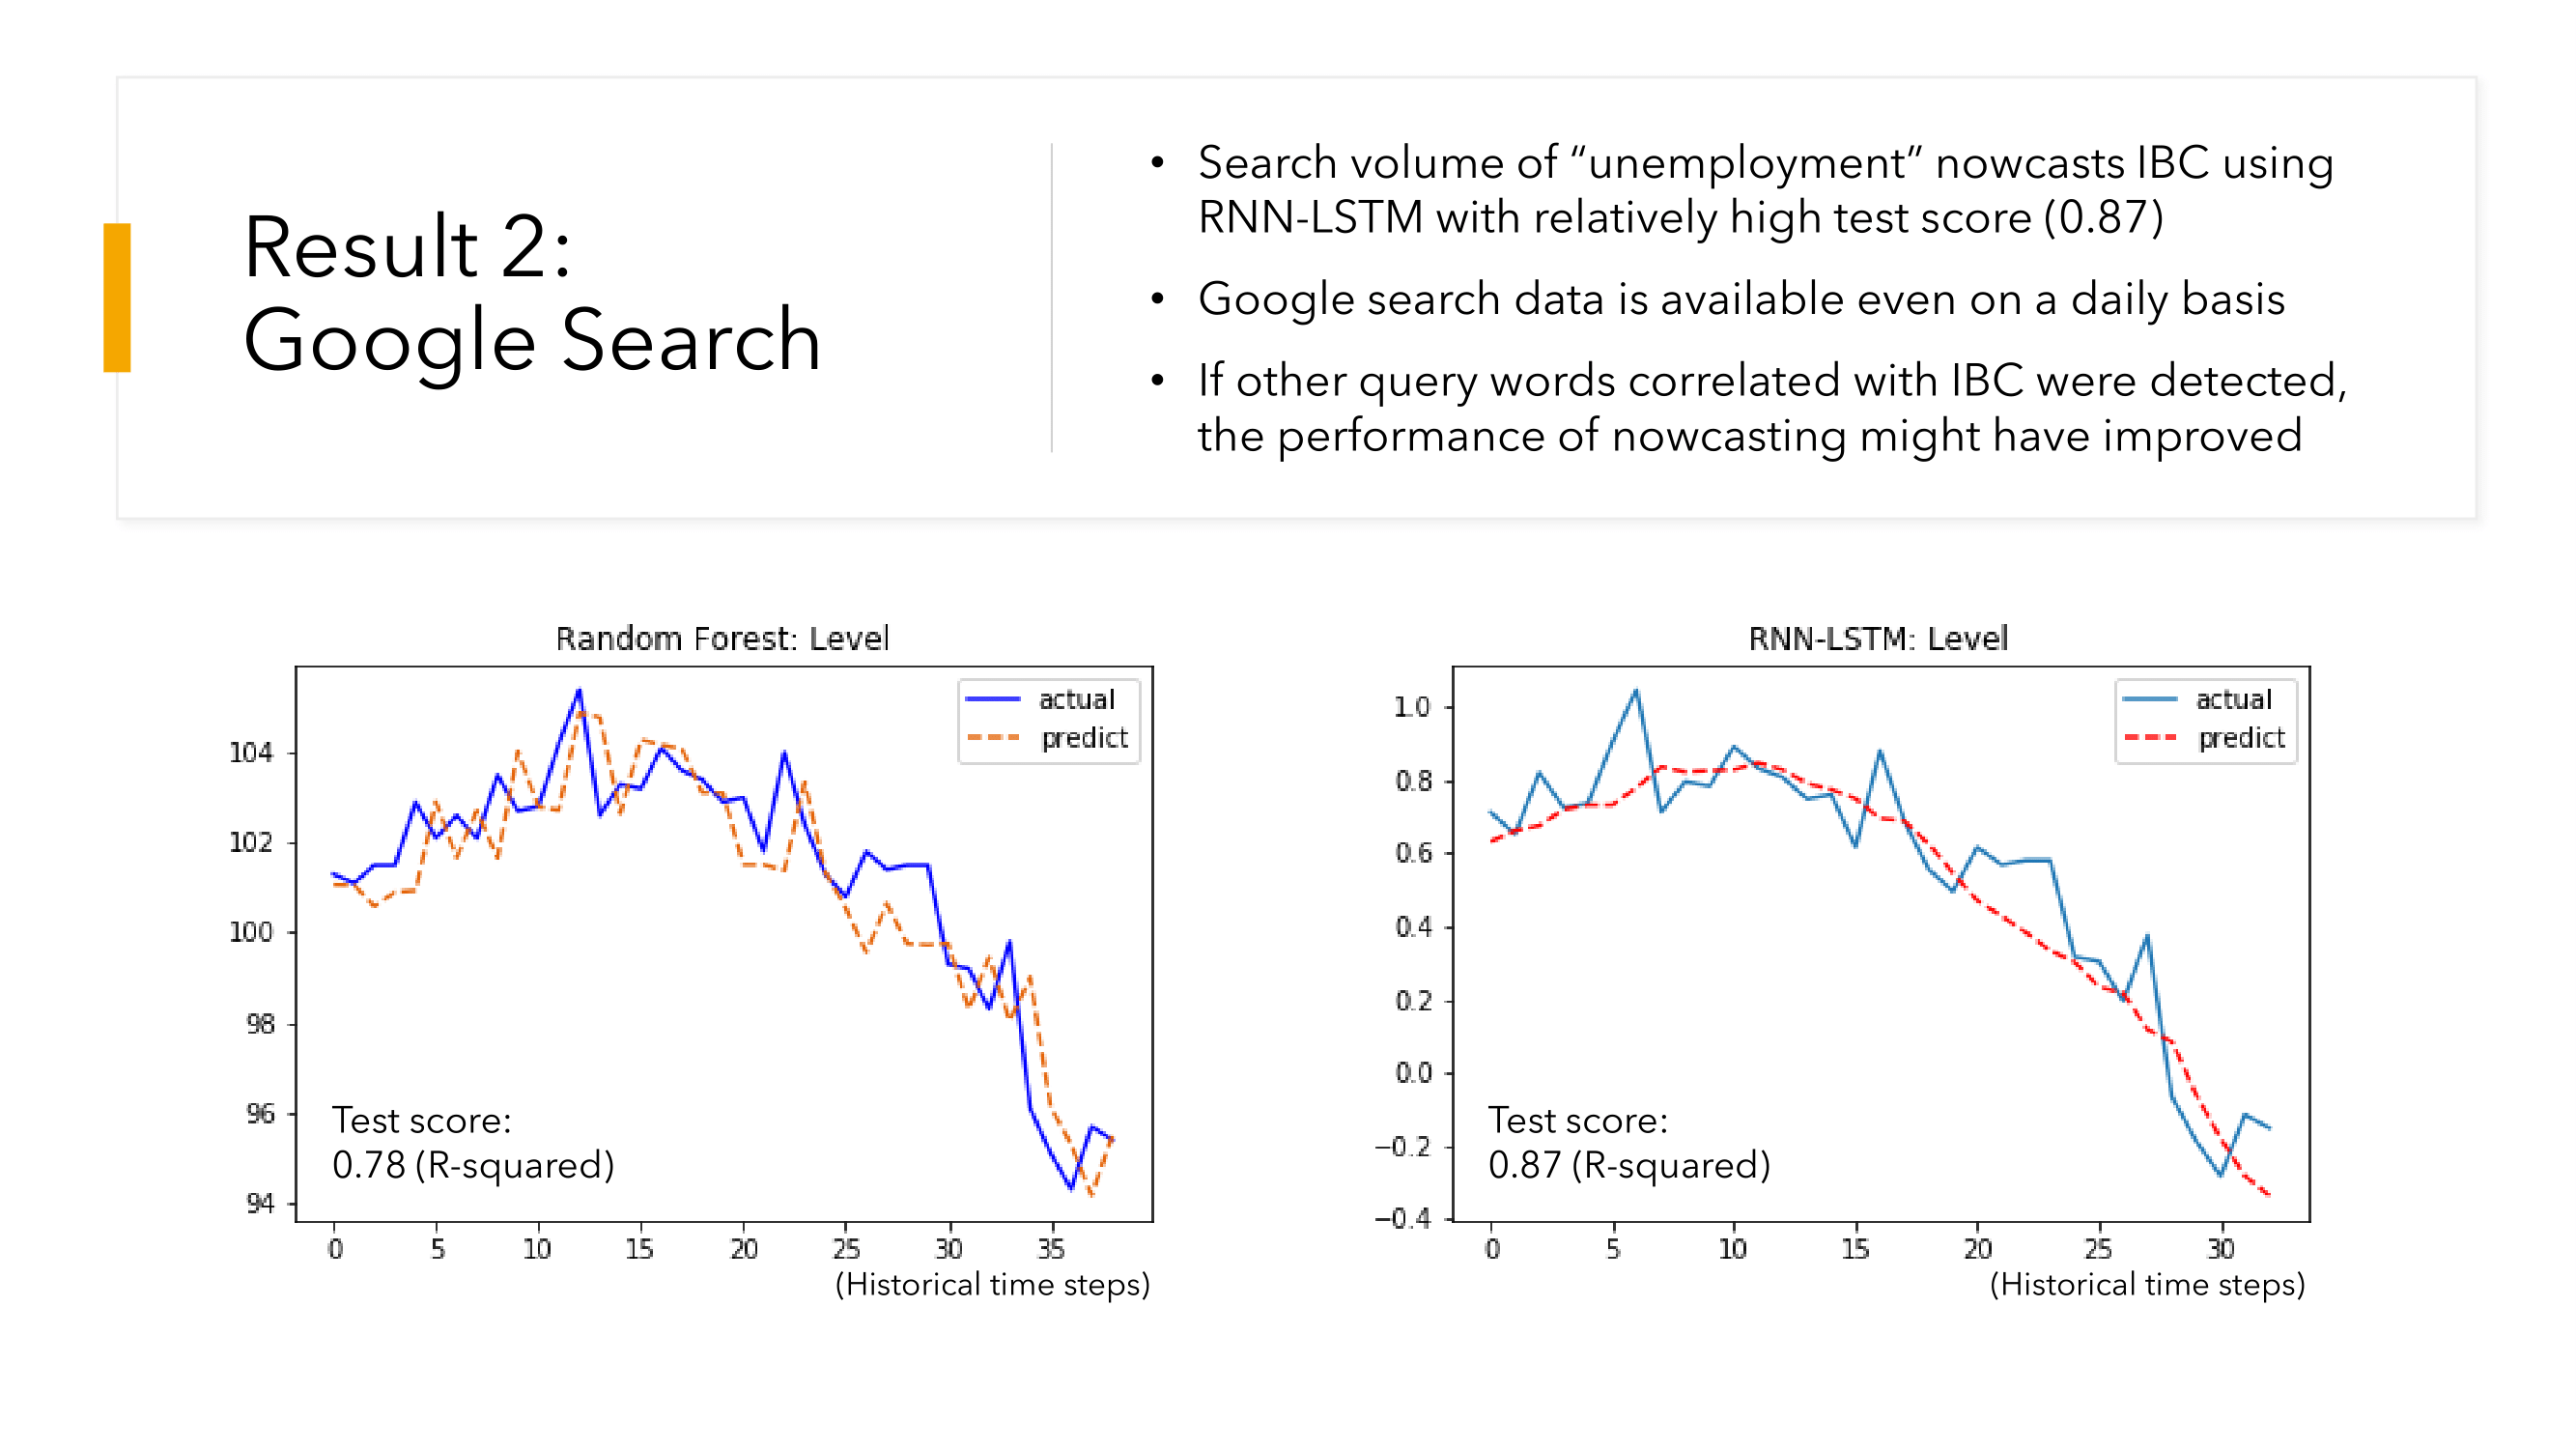 Result 2:
Google Search
• Search volume of “unemployment” nowcasts IBC using
RNN-LSTM with relatively high test score (0.87)
• Google search data is available even on a daily basis
• If other query words correlated with IBC were detected,
the performance of nowcasting might have improved
Random Forest: Level
actual
predict
104
102
100
98
96
94
Test score:
0.78 (R-squared)
0 5 10 15 20 25 30 35
(Historical time steps)
RNN-LSTM: Level
actual
predict
1.0
0.8
0.6
0.4
0.2
0.0
−0.2
−0.4
Test score:
0.87 (R-squared)
0 5 10 15 20 25 30
(Historical time steps)